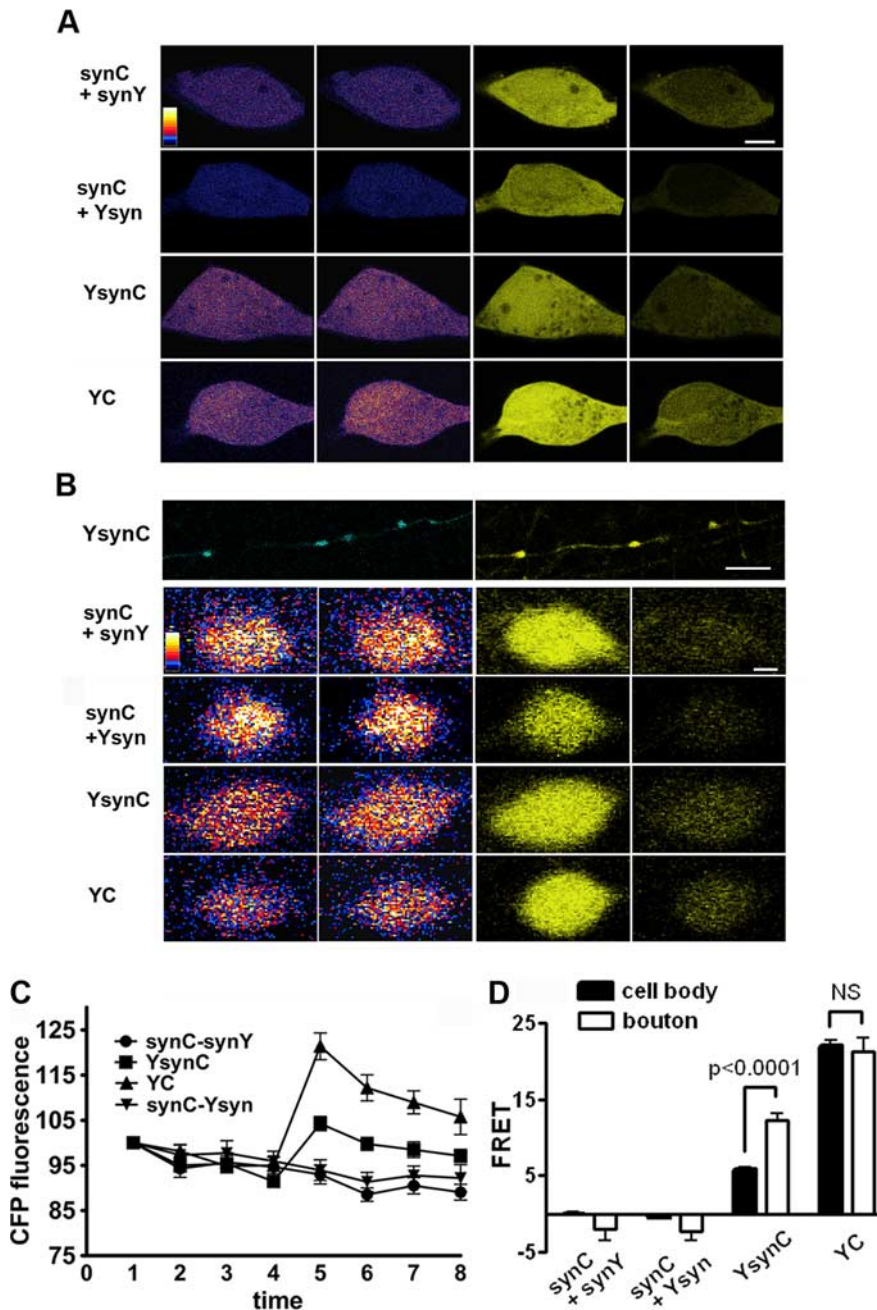 A
synC
+ synY
synC
+ Ysyn
YsynC
YC
B
YsynC
synC
+ synY
synC
+Ysyn
YsynC
YC
C
CFP fluorescence
125
115
105
95
85
75
synC-synY
YsynC
YC
synC-Ysyn
0 1 2 3 4 5 6 7 8
time
D
cell body
bouton
NS
p<0.0001
FRET
25
15
5
-5
synC
+ synY
synC
+ Ysyn
YsynC
YC